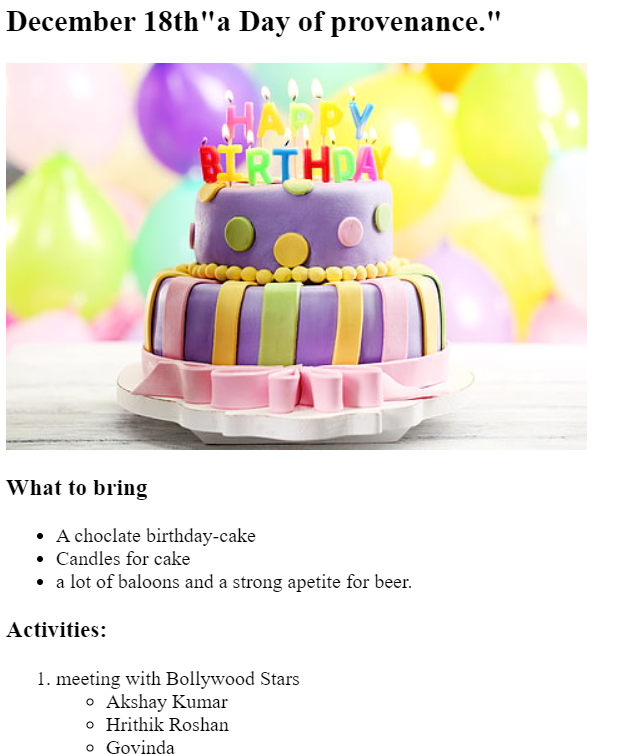 December 18th"a Day of provenance."
HAPPY
BIRTHDAY
What to bring
A choclate birthday-cake
Candles for cake
a lot of baloons and a strong apetite for beer.
Activities:
1. meeting with Bollywood Stars
Akshay Kumar
Hrithik Roshan
Govinda